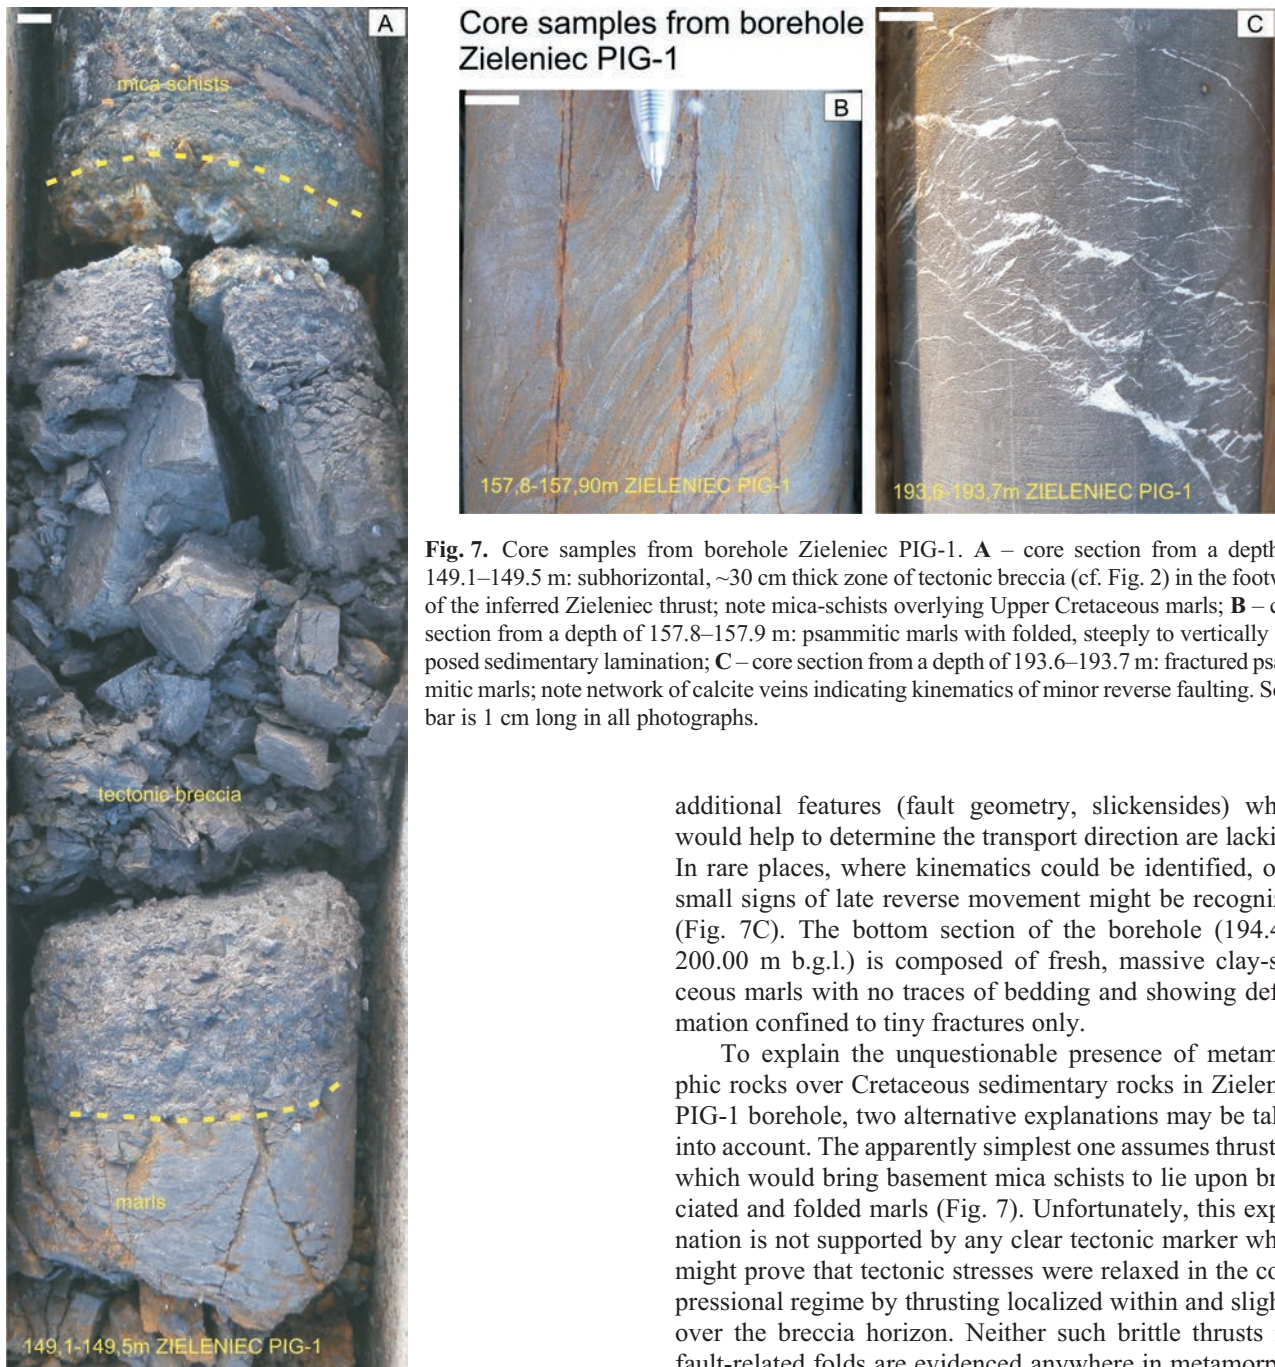 A
mica schists
tectonic breccia
marls
149,1-149,5m ZIELENIEC PIG-1
Core samples from borehole
Zieleniec PIG-1
B
157,8-157,90m ZIELENIEC PIG-1
C
193,6-193,7m ZIELENIEC PIG-1
Fig. 7. Core samples from borehole Zieleniec PIG-1. A – core section from a depth
149.1–149.5 m: subhorizontal, ~30 cm thick zone of tectonic breccia (cf. Fig. 2) in the footw
of the inferred Zieleniec thrust; note mica-schists overlying Upper Cretaceous marls; B – c
section from a depth of 157.8–157.9 m: psammitic marls with folded, steeply to vertically
posed sedimentary lamination; C – core section from a depth of 193.6–193.7 m: fractured psa
mitic marls; note network of calcite veins indicating kinematics of minor reverse faulting. Sc
bar is 1 cm long in all photographs.
additional features (fault geometry, slickensides) wh
would help to determine the transport direction are lacki
In rare places, where kinematics could be identified, o
small signs of late reverse movement might be recogniz
(Fig. 7C). The bottom section of the borehole (194.4
200.00 m b.g.l.) is composed of fresh, massive clay-s
ceous marls with no traces of bedding and showing def
mation confined to tiny fractures only.
To explain the unquestionable presence of metam
phic rocks over Cretaceous sedimentary rocks in Zielen
PIG-1 borehole, two alternative explanations may be tal
into account. The apparently simplest one assumes thrust
which would bring basement mica schists to lie upon br
ciated and folded marls (Fig. 7). Unfortunately, this exp
nation is not supported by any clear tectonic marker wh
might prove that tectonic stresses were relaxed in the co
pressional regime by thrusting localized within and sligh
over the breccia horizon. Neither such brittle thrusts
fault-related folds are evidenced anywhere in metamorp